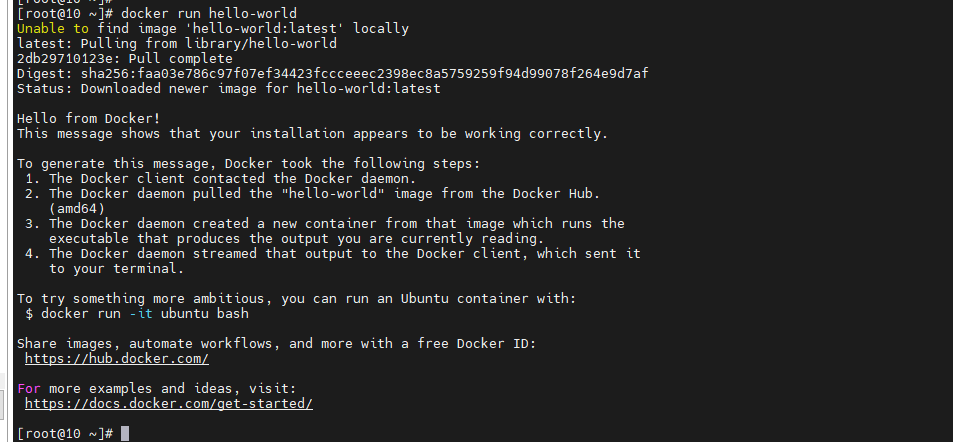 [root@10 ~]#
[root@10 ~]# docker run hello-world
Unable to find image 'hello-world:latest' locally
latest: Pulling from library/hello-world
2db29710123e: Pull complete
Digest: sha256:faa03e786c97f07ef34423fccceeec2398ec8a5759259f94d99078f264e9d7af
Status: Downloaded newer image for hello-world:latest
Hello from Docker!
This message shows that your installation appears to be working correctly.
To generate this message, Docker took the following steps:
1. The Docker client contacted the Docker daemon.
2. The Docker daemon pulled the "hello-world" image from the Docker Hub.
(amd64)
3. The Docker daemon created a new container from that image which runs the
executable that produces the output you are currently reading.
4. The Docker daemon streamed that output to the Docker client, which sent it
to your terminal.
To try something more ambitious, you can run an Ubuntu container with:
$ docker run -it ubuntu bash
Share images, automate workflows, and more with a free Docker ID:
https://hub.docker.com/
For more examples and ideas, visit:
https://docs.docker.com/get-started/
[root@10 ~]#